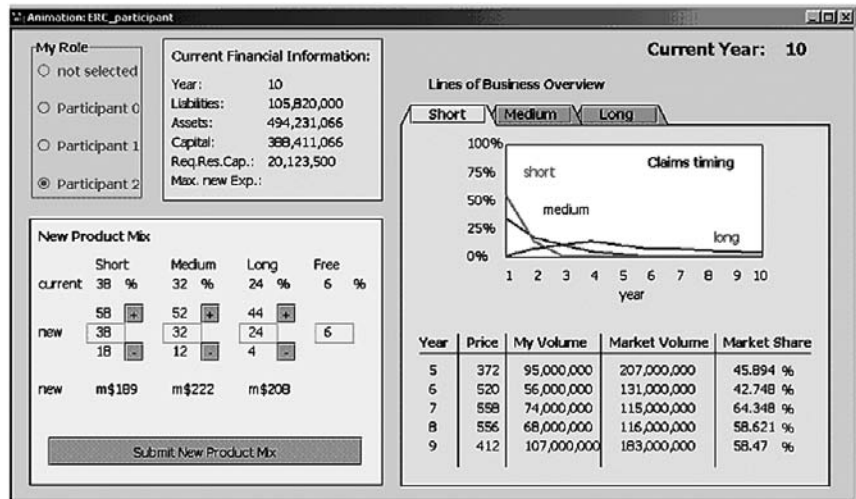 Animation: ERC_participant
My Role
not selected
Participant 0
Participant 1
Participant 2
Current Financial Information:
Year: 10
Liabilities: 105,820,000
Assets: 494,231,066
Capital: 388,411,066
Req.Res.Cap.: 20,123,500
Max. new Exp.:
New Product Mix
Short Medium Long Free
current 38 % 32 % 24 % 6 %
58 + 52 + 44 +
new 38 32 24 6
18 - 12 - 4 -
new m$189 m$222 m$208
Submit New Product Mix
Current Year: 10
Lines of Business Overview
Short Medium Long
Claims timing
100%
75%
50%
25%
0%
short
medium
long
1 2 3 4 5 6 7 8 9 10
year
Year Price My Volume Market Volume Market Share
5 372 95,000,000 207,000,000 45.894 %
6 520 56,000,000 131,000,000 42.748 %
7 558 74,000,000 115,000,000 64.348 %
8 556 68,000,000 116,000,000 58.621 %
9 412 107,000,000 183,000,000 58.47 %